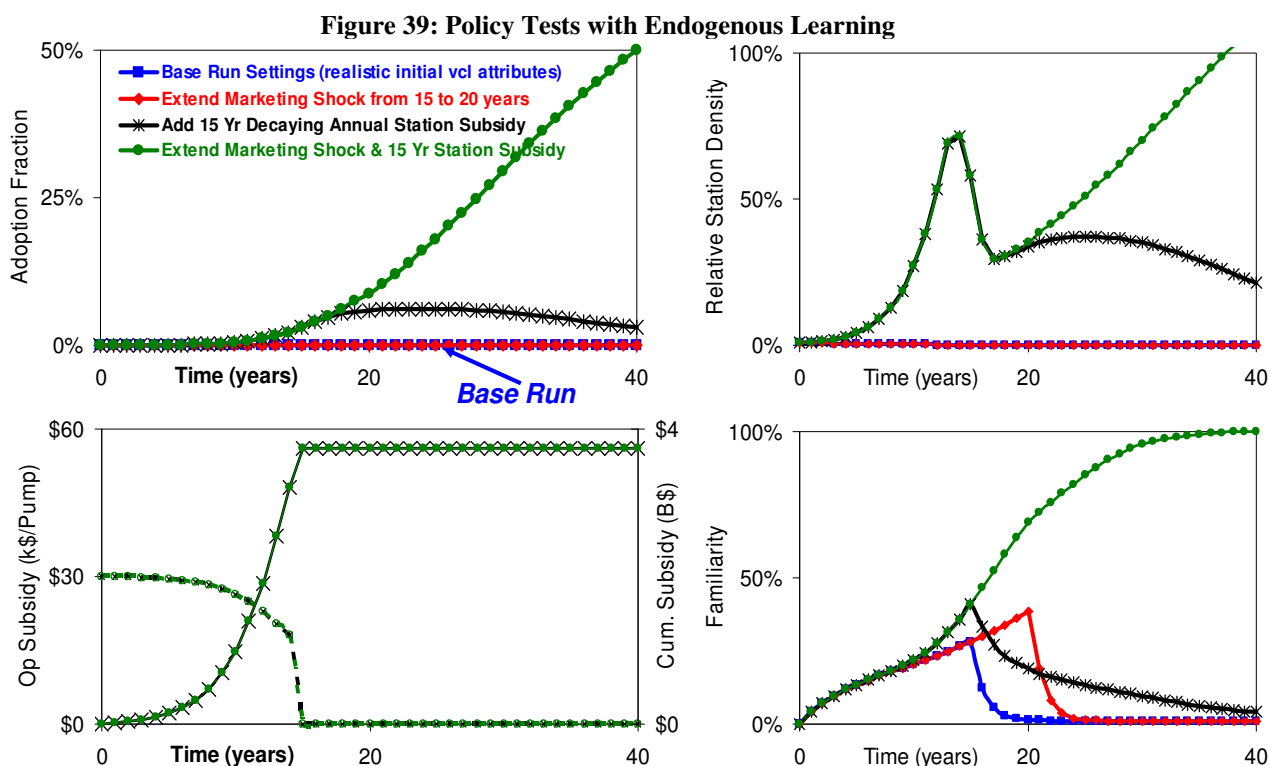 Figure 39: Policy Tests with Endogenous Learning
50%
25%
0%
Adoption Fraction
Base Run Settings (realistic initial vcl attributes)
Extend Marketing Shock from 15 to 20 years
Add 15 Yr Decaying Annual Station Subsidy
Extend Marketing Shock & 15 Yr Station Subsidy
0
Time (years)
20
40
Base Run
100%
50%
0%
Relative Station Density
0
Time (years)
20
40
$60
$30
$0
Op Subsidy (k$/Pump)
$4
$0
Cum. Subsidy (B$)
0
Time (years)
20
40
100%
50%
0%
Familiarity
0
Time (years)
20
40